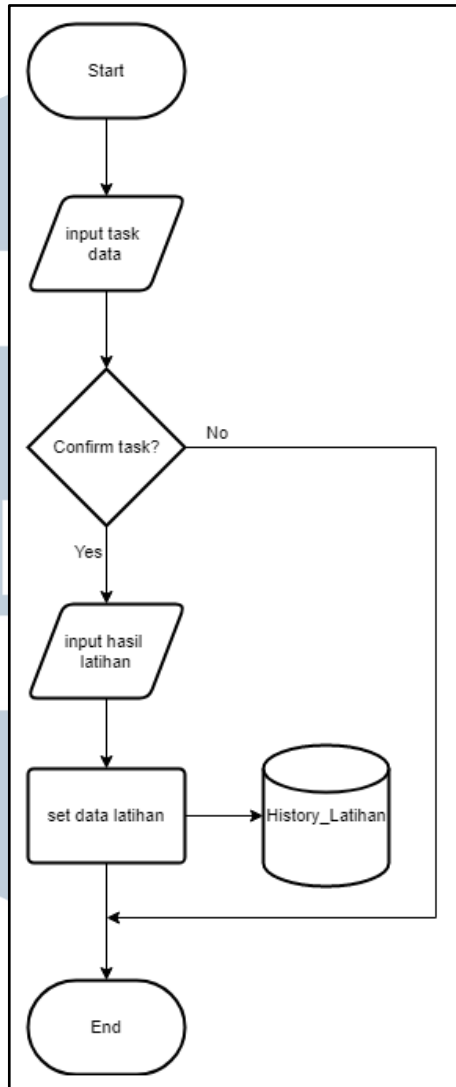 Start
input task
data
Confirm task?
No
Yes
input hasil
latihan
set data latihan
History_Latihan
End